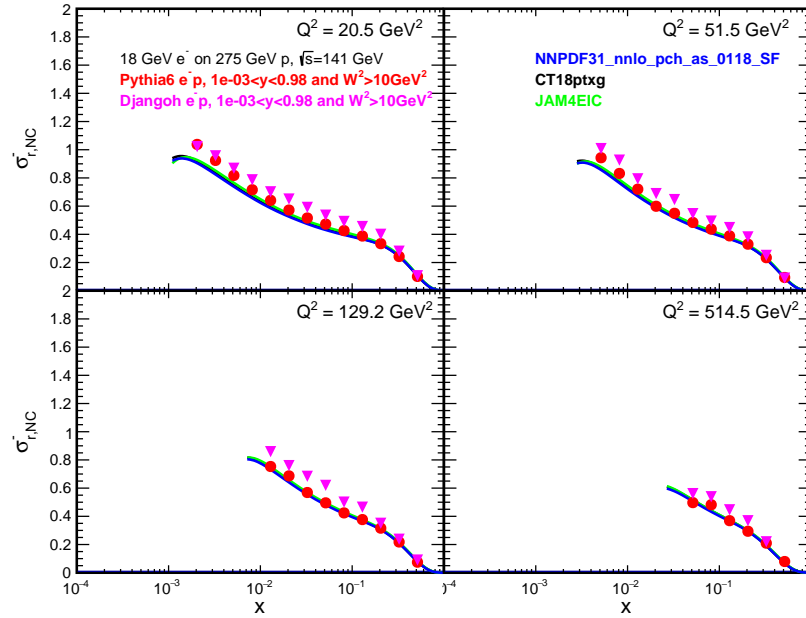 Q² = 20.5 GeV²
18 GeV e⁻ on 275 GeV p, √s=141 GeV
Pythia6 e⁻p, 1e-03<y<0.98 and W²>10GeV²
Djangoh e⁻p, 1e-03<y<0.98 and W²>10GeV²
2
1.8
1.6
1.4
1.2
1
0.8
0.6
0.4
0.2
σ⁻r,NC
Q² = 51.5 GeV²
NNPDF31_nnlo_pch_as_0118_SF
CT18ptxg
JAM4EIC
Q² = 129.2 GeV²
2
1.8
1.6
1.4
1.2
1
0.8
0.6
0.4
0.2
0
σ⁻r,NC
10⁻⁴
10⁻³
10⁻²
10⁻¹
x
Q² = 514.5 GeV²
0⁻⁴
10⁻³
10⁻²
10⁻¹
x